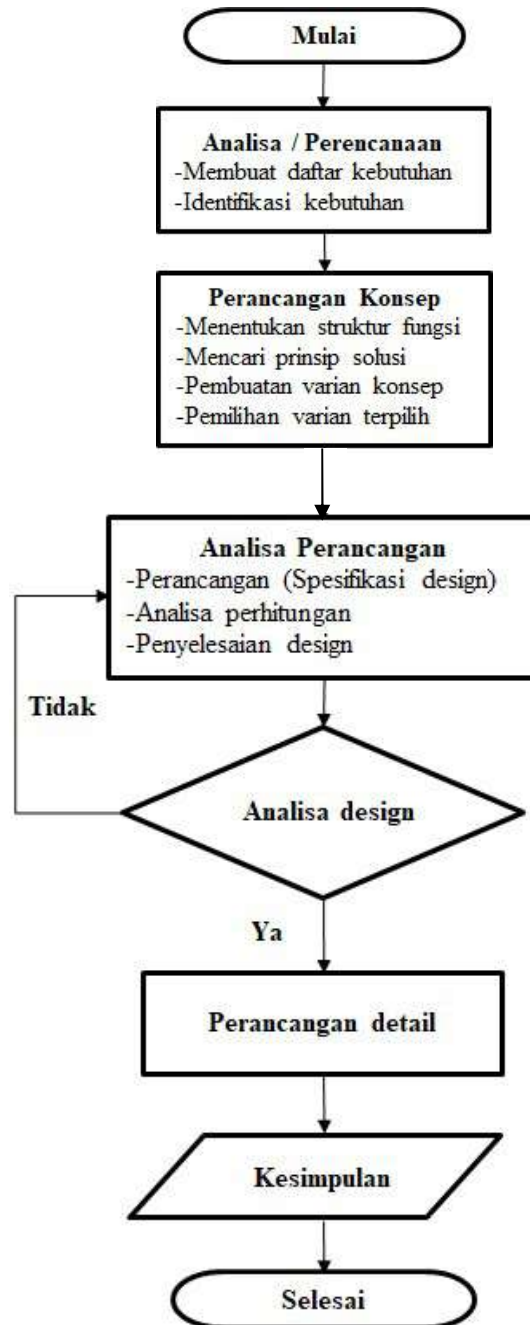 Mulai
Analisa / Perencanaan
-Membuat daftar kebutuhan
-Identifikasi kebutuhan
Perancangan Konsep
-Menentukan struktur fungsi
-Mencari prinsip solusi
-Pembuatan varian konsep
-Pemilihan varian terpilih
Analisa Perancangan
-Perancangan (Spesifikasi design)
-Analisa perhitungan
-Penyelesaian design
Tidak
Analisa design
Ya
Perancangan detail
Kesimpulan
Selesai